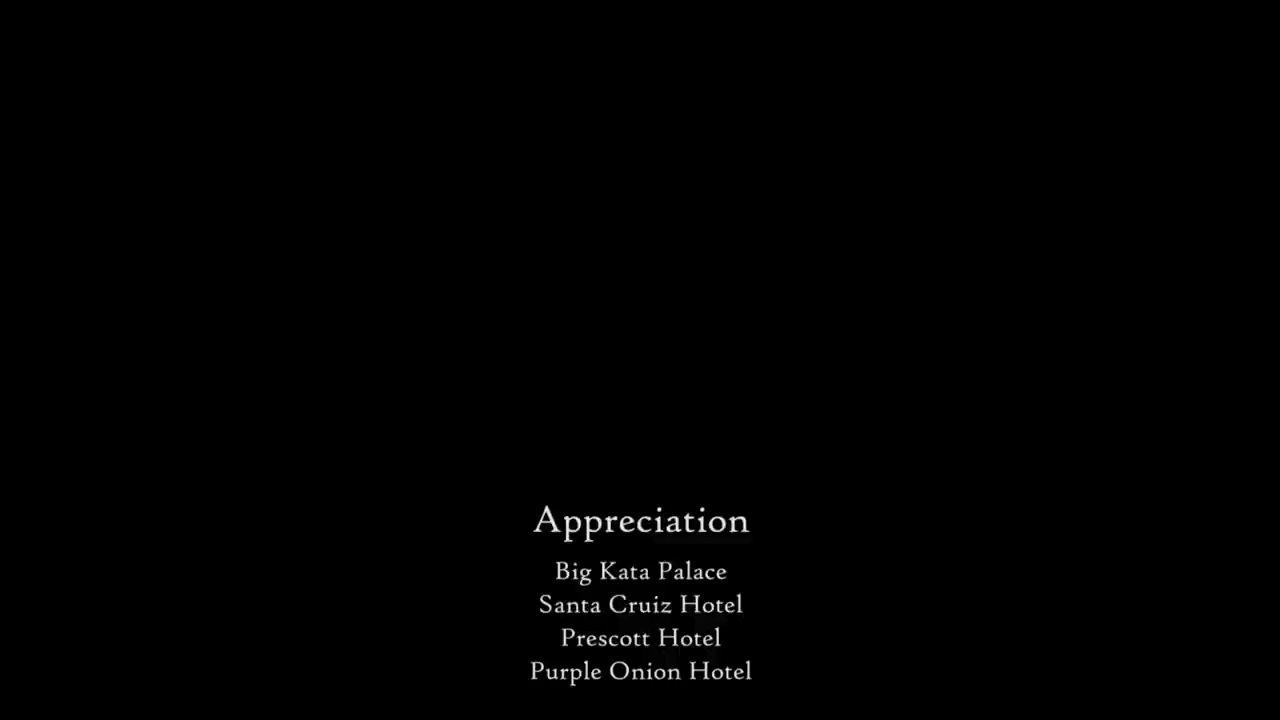 Appreciation
Big Kata Palace
Santa Cruiz Hotel
Prescott Hotel
Purple Onion Hotel